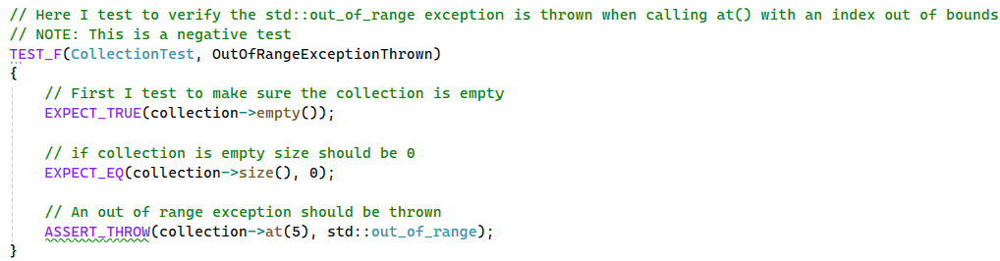 // Here I test to verify the std::out_of_range exception is thrown when calling at() with an index out of bounds
// NOTE: This is a negative test
TEST_F(CollectionTest, OutOfRangeExceptionThrown)
{
    // First I test to make sure the collection is empty
    EXPECT_TRUE(collection->empty());

    // if collection is empty size should be 0
    EXPECT_EQ(collection->size(), 0);

    // An out of range exception should be thrown
    ASSERT_THROW(collection->at(5), std::out_of_range);
}